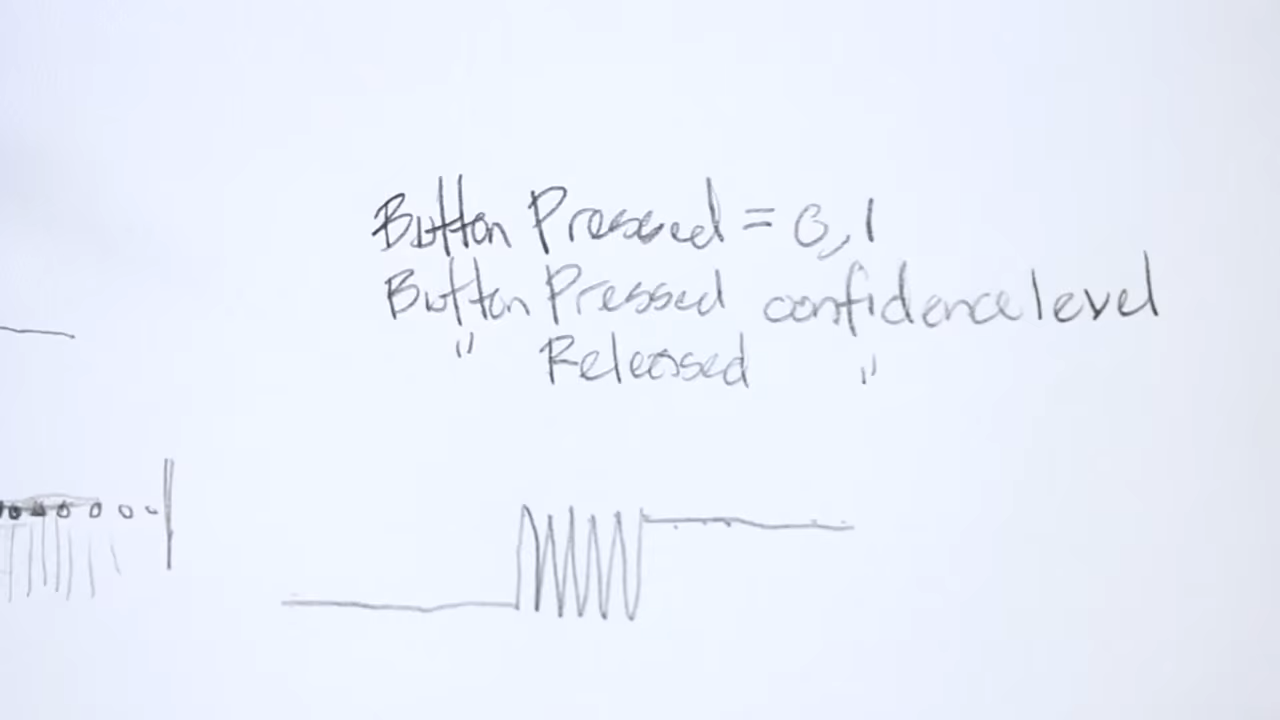 Button Pressed = 0,1
Button Pressed confidence level
" Released "